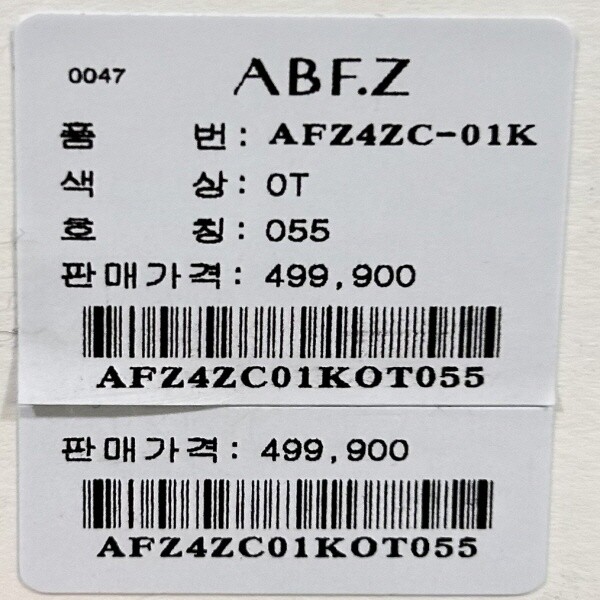 0047 ABF.Z
품 번: AFZ4ZC-01K
색 상: OT
호 칭: 055
판매가격: 499,900
AFZ4ZC01KOT055
판매가격: 499,900
AFZ4ZC01KOT055